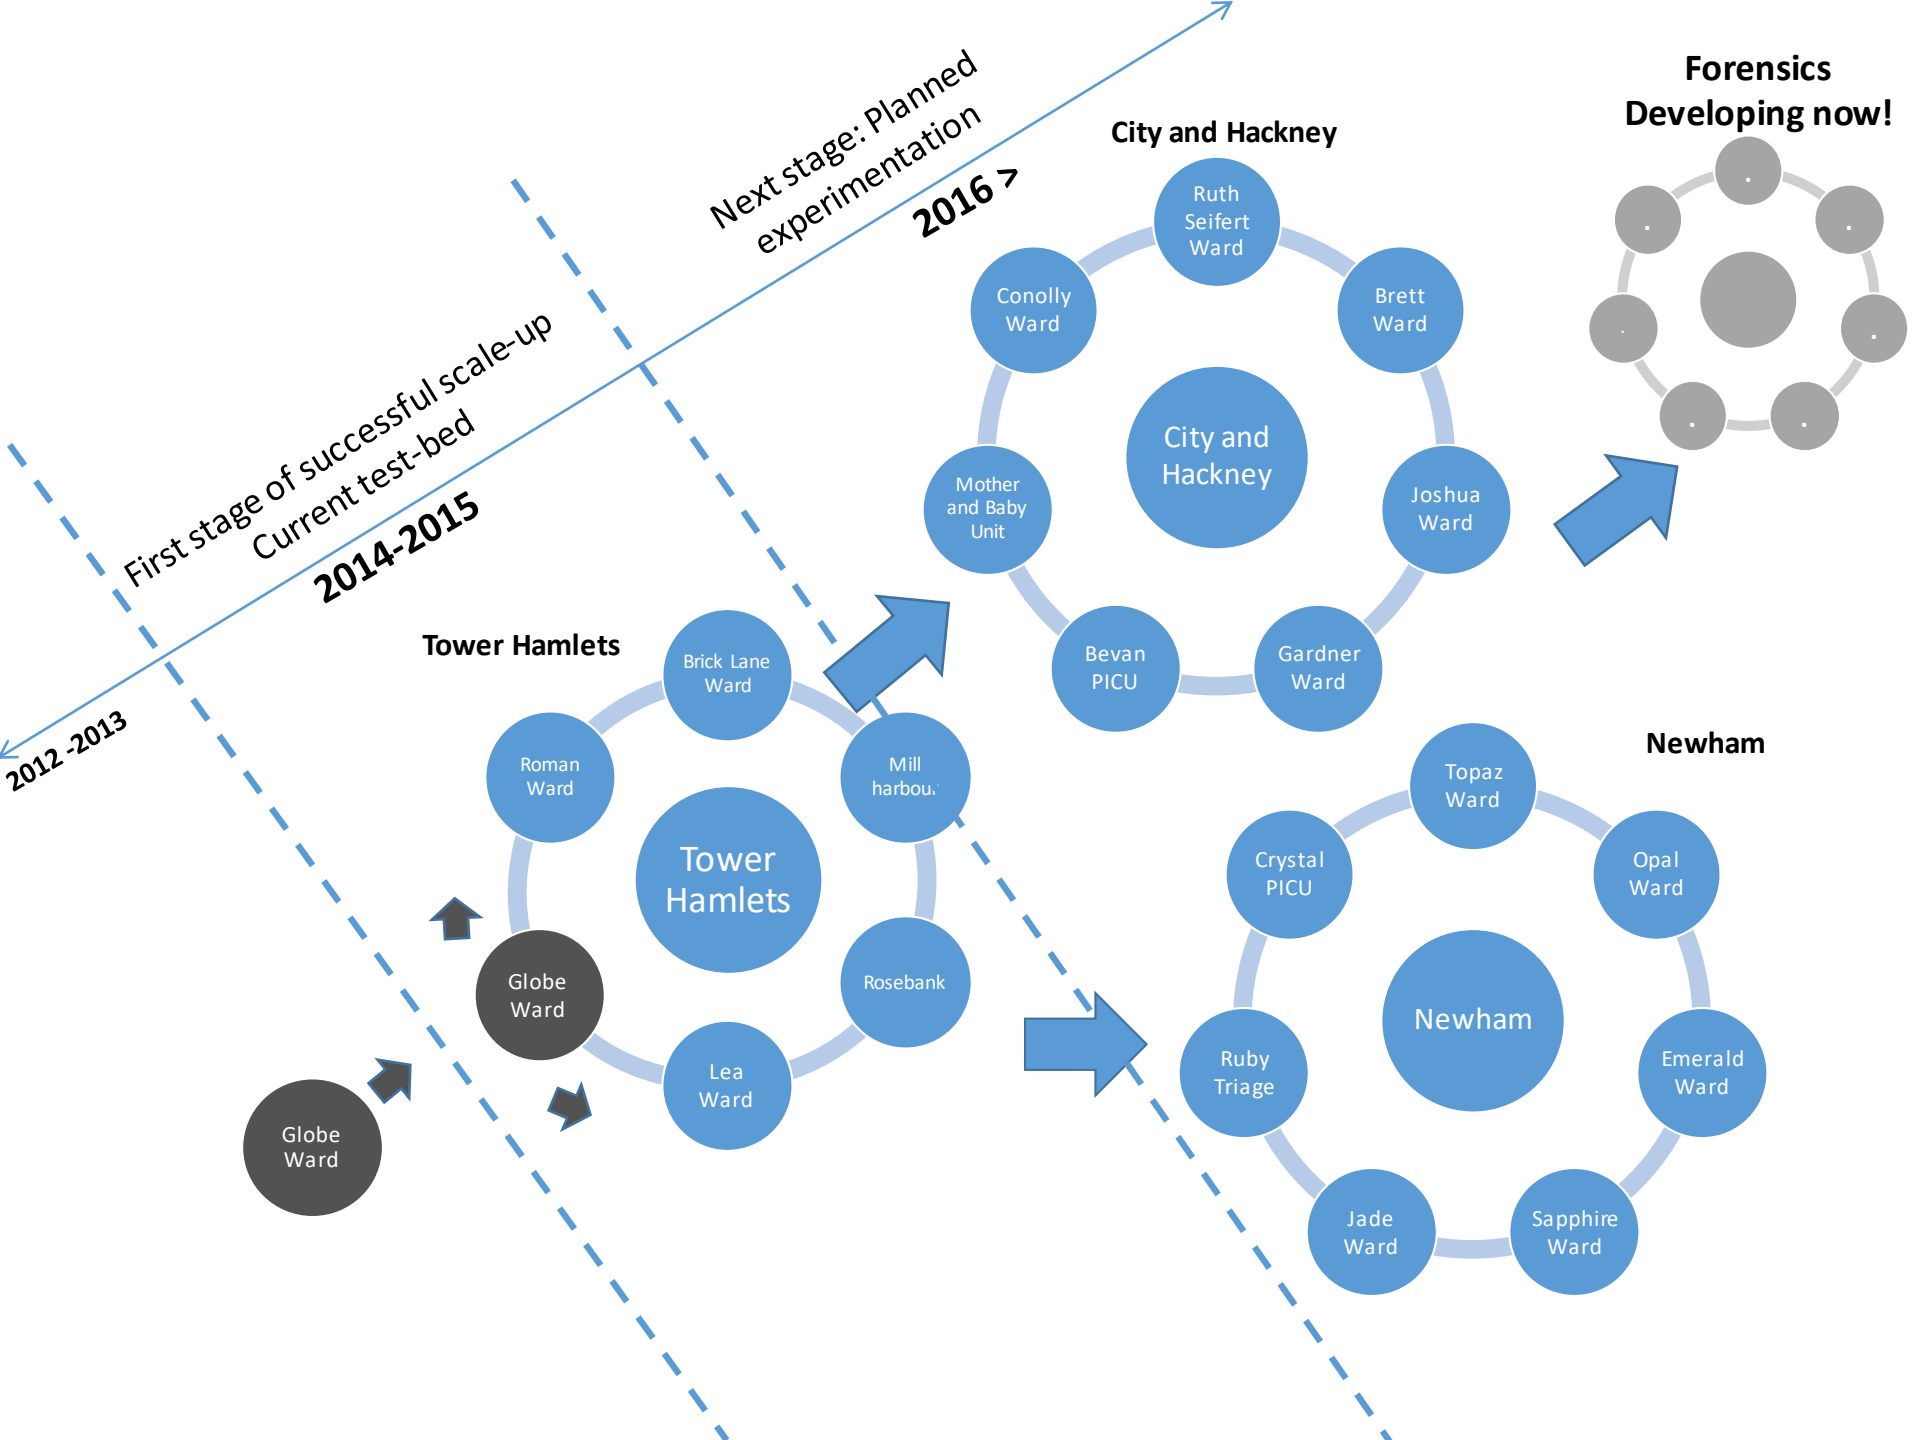 Next stage: Planned
experimentation
2016 >
First stage of successful scale-up
Current test-bed
2014-2015
2012 -2013
Forensics
Developing now!
.
.
.
.
.
.
.
City and Hackney
Ruth
Seifert
Ward
Brett
Ward
Joshua
Ward
Gardner
Ward
Bevan
PICU
Mother
and Baby
Unit
Conolly
Ward
City and
Hackney
Tower Hamlets
Brick Lane
Ward
Mill
harbour
Rosebank
Lea
Ward
Globe
Ward
Roman
Ward
Tower
Hamlets
Globe
Ward
Newham
Topaz
Ward
Opal
Ward
Emerald
Ward
Sapphire
Ward
Jade
Ward
Ruby
Triage
Crystal
PICU
Newham